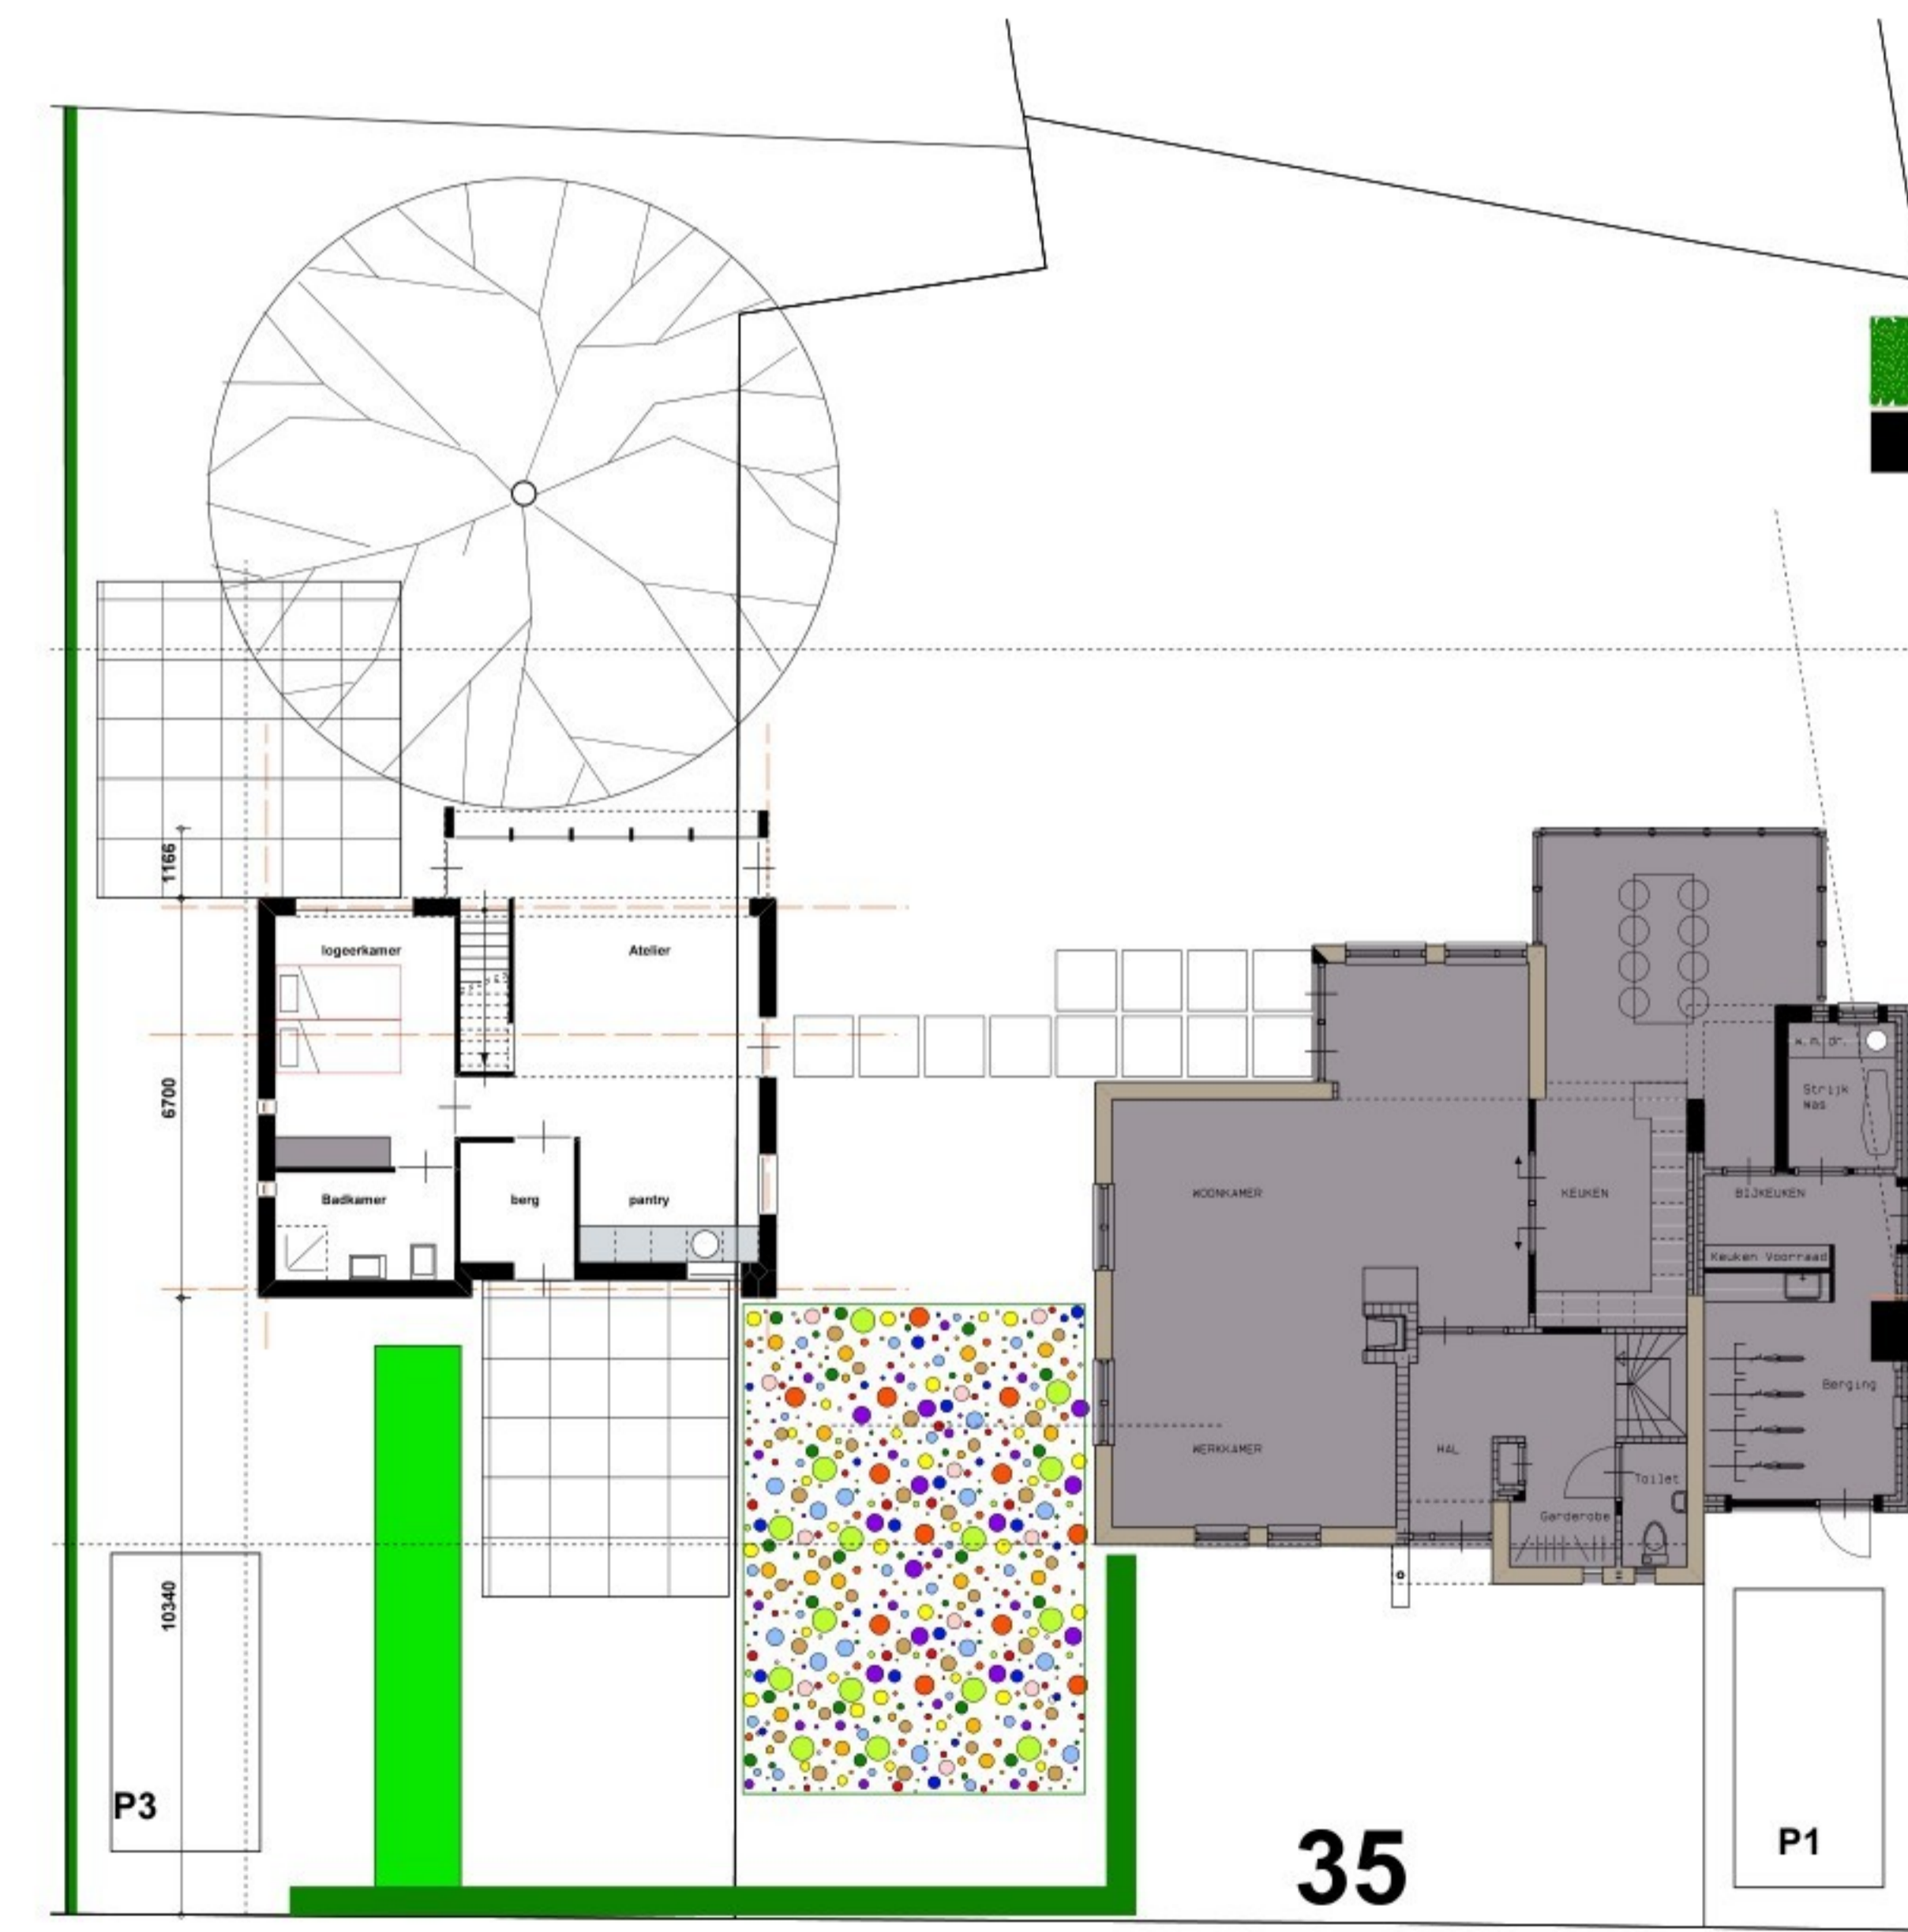 1166
logeerkamer
Atelier
w.m. dr.
Strijk
Was
6700
Badkamer
berg
pantry
WOONKAMER
KEUKEN
BIJKEUKEN
Keuken Voorraad
Berging
WERKKAMER
HAL
Toilet
Garderobe
10340
P3
35
P1